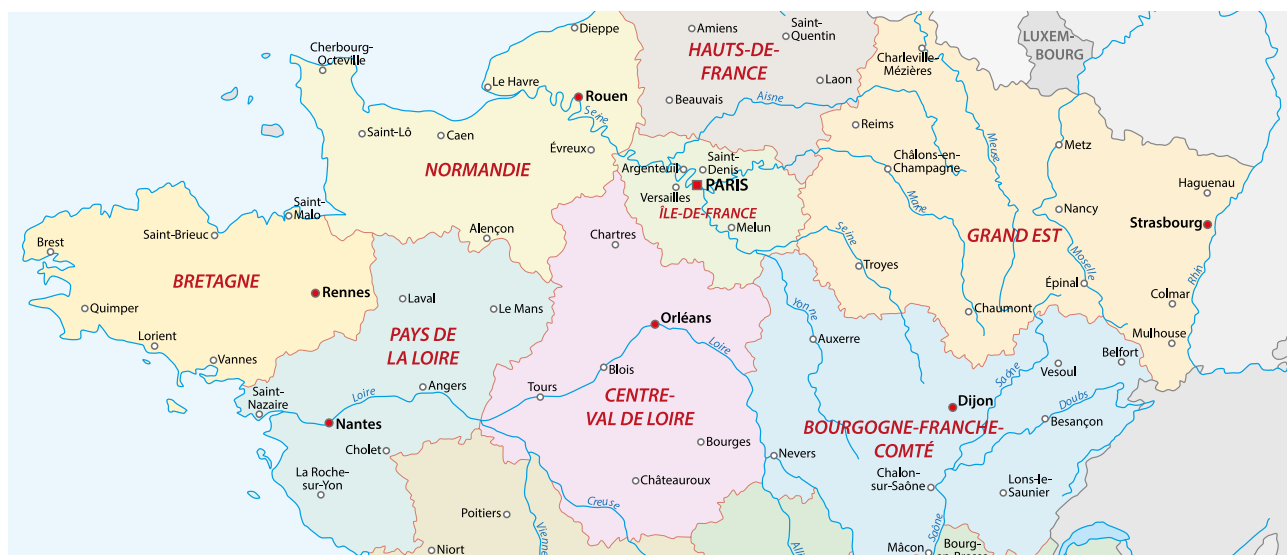 Dieppe
Amiens
Saint-
Quentin
HAUTS-DE-
FRANCE
LUXEM-
BOURG
Cherbourg-
Octeville
Charleville-
Mézières
Le Havre
Rouen
Seine
Beauvais
Laon
Aisne
Meuse
Saint-Lô
Caen
Évreux
Reims
Metz
NORMANDIE
Argenteuil
Saint-
Denis
Châlons-en-
Champagne
Versailles
PARIS
Haguenau
ÎLE-DE-FRANCE
Marne
Nancy
Saint-
Malo
Saint-Brieuc
Alençon
Chartres
Melun
Seine
GRAND EST
Strasbourg
Brest
Troyes
Moselle
Rhin
BRETAGNE
Rennes
Laval
Le Mans
Épinal
Colmar
Quimper
Yonne
Chaumont
Lorient
PAYS DE
LA LOIRE
Orléans
Loire
Auxerre
Mulhouse
Vannes
Blois
Saône
Vesoul
Belfort
Saint-
Nazaire
Loire
Angers
Tours
CENTRE-
VAL DE LOIRE
Dijon
Doubs
Nantes
BOURGOGNE-FRANCHE-
COMTÉ
Besançon
Cholet
Bourges
Nevers
La Roche-
sur-Yon
Châteauroux
Chalon-
sur-Saône
Lons-le-
Saunier
Poitiers
Creuse
Vienne
Saône
Niort
Mâcon
Bourg-